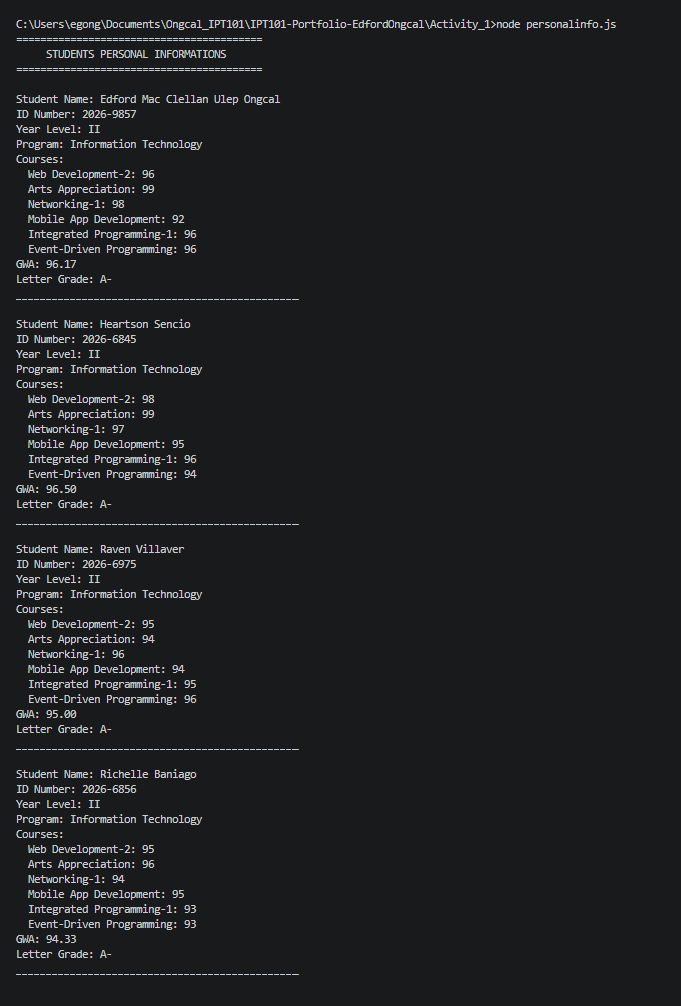 C:\Users\egong\Documents\Ongcal_IPT101\IPT101-Portfolio-EdfordOngcal\Activity_1>node personalinfo.js
=========================================
     STUDENTS PERSONAL INFORMATIONS
=========================================

Student Name: Edford Mac Clellan Ulep Ongcal
ID Number: 2026-9857
Year Level: II
Program: Information Technology
Courses:
  Web Development-2: 96
  Arts Appreciation: 99
  Networking-1: 98
  Mobile App Development: 92
  Integrated Programming-1: 96
  Event-Driven Programming: 96
GWA: 96.17
Letter Grade: A-
_______________________________________________

Student Name: Heartson Sencio
ID Number: 2026-6845
Year Level: II
Program: Information Technology
Courses:
  Web Development-2: 98
  Arts Appreciation: 99
  Networking-1: 97
  Mobile App Development: 95
  Integrated Programming-1: 96
  Event-Driven Programming: 94
GWA: 96.50
Letter Grade: A-
_______________________________________________

Student Name: Raven Villaver
ID Number: 2026-6975
Year Level: II
Program: Information Technology
Courses:
  Web Development-2: 95
  Arts Appreciation: 94
  Networking-1: 96
  Mobile App Development: 94
  Integrated Programming-1: 95
  Event-Driven Programming: 96
GWA: 95.00
Letter Grade: A-
_______________________________________________

Student Name: Richelle Baniago
ID Number: 2026-6856
Year Level: II
Program: Information Technology
Courses:
  Web Development-2: 95
  Arts Appreciation: 96
  Networking-1: 94
  Mobile App Development: 95
  Integrated Programming-1: 93
  Event-Driven Programming: 93
GWA: 94.33
Letter Grade: A-
_______________________________________________